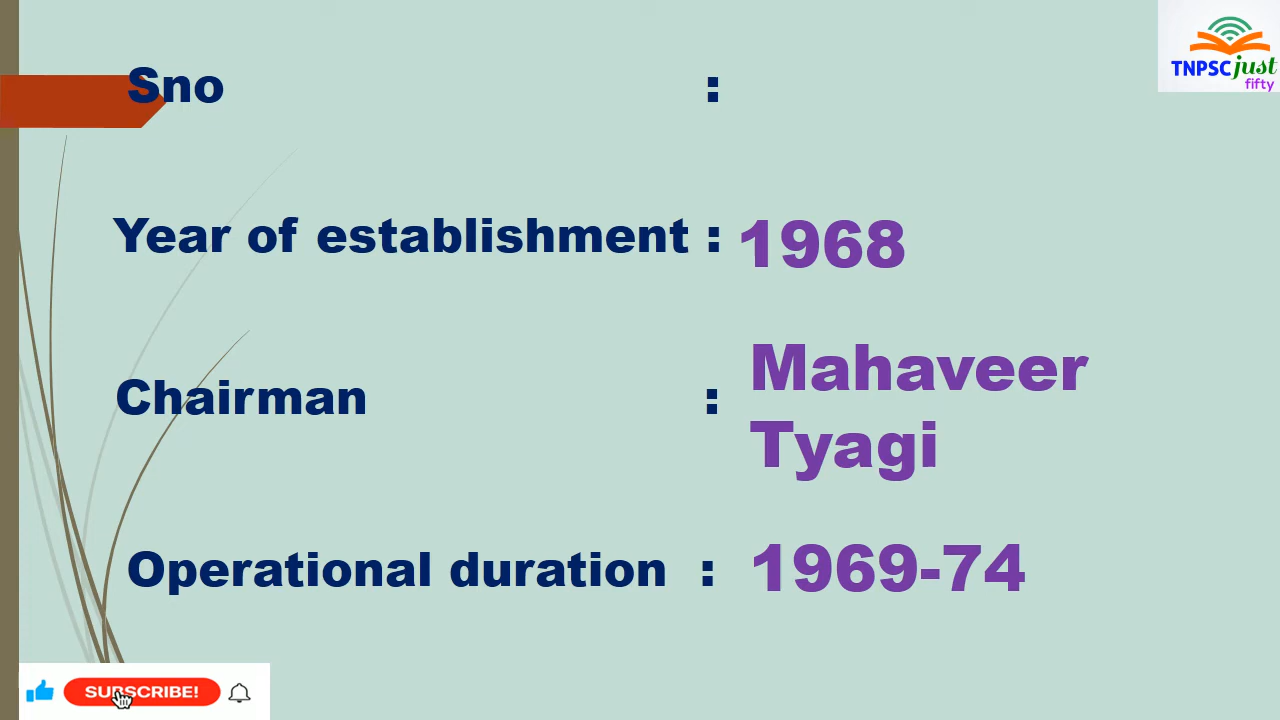 TNPSC just
fifty
Sno :
Year of establishment : 1968
Chairman : Mahaveer
Tyagi
Operational duration : 1969-74
SUBSCRIBE!